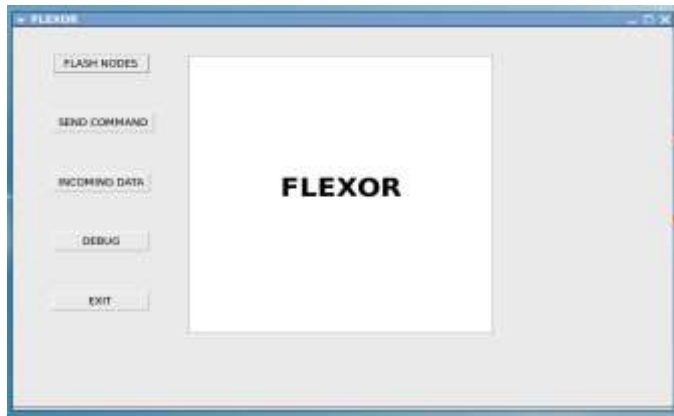 FLEXOR
FLASH NODES
SEND COMMAND
INCOMING DATA
DEBUG
EXIT
FLEXOR